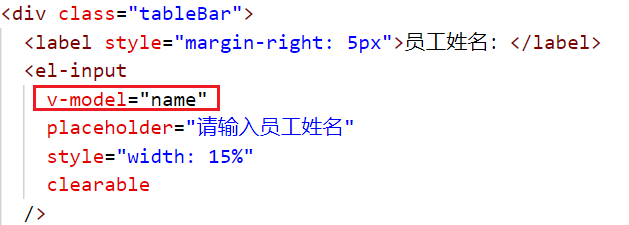 <div class="tableBar">
<label style="margin-right: 5px">员工姓名：</label>
<el-input
v-model="name"
placeholder="请输入员工姓名"
style="width: 15%"
clearable
/>